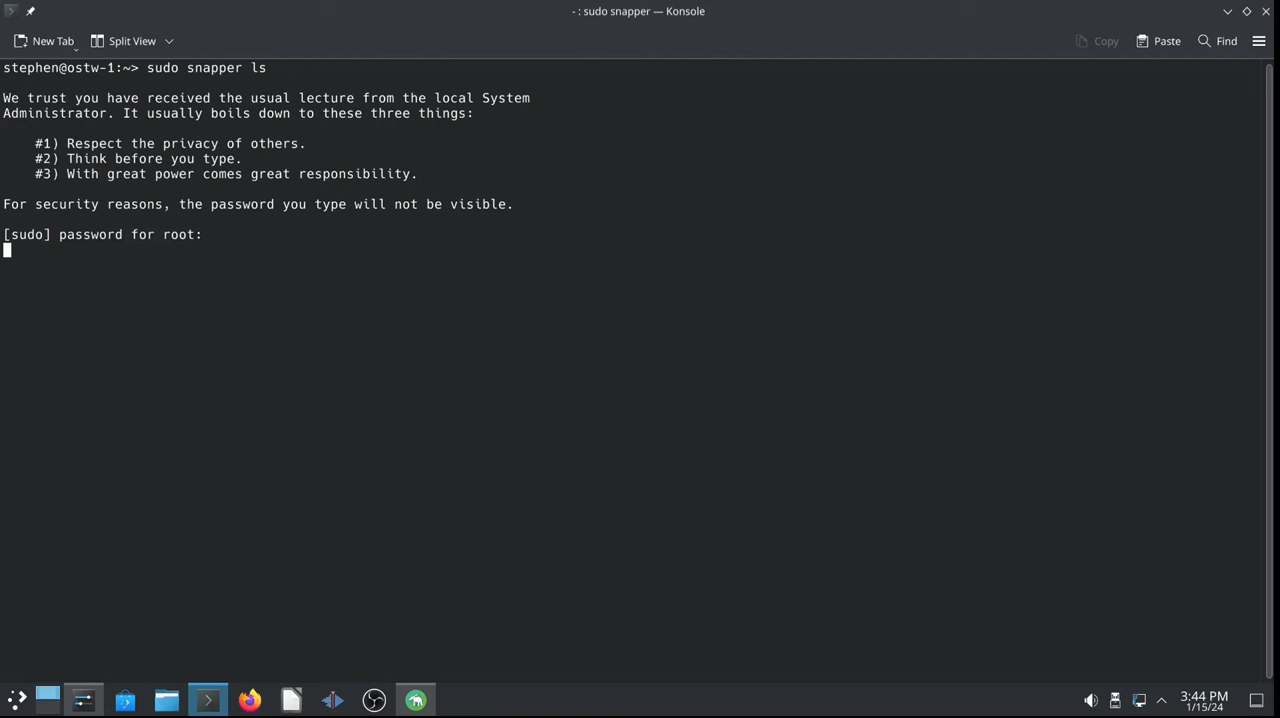 - : sudo snapper — Konsole
New Tab
Split View
Copy
Paste
Find
stephen@ostw-1:~> sudo snapper ls
We trust you have received the usual lecture from the local System
Administrator. It usually boils down to these three things:
#1) Respect the privacy of others.
#2) Think before you type.
#3) With great power comes great responsibility.
For security reasons, the password you type will not be visible.
[sudo] password for root:
3:44 PM
1/15/24